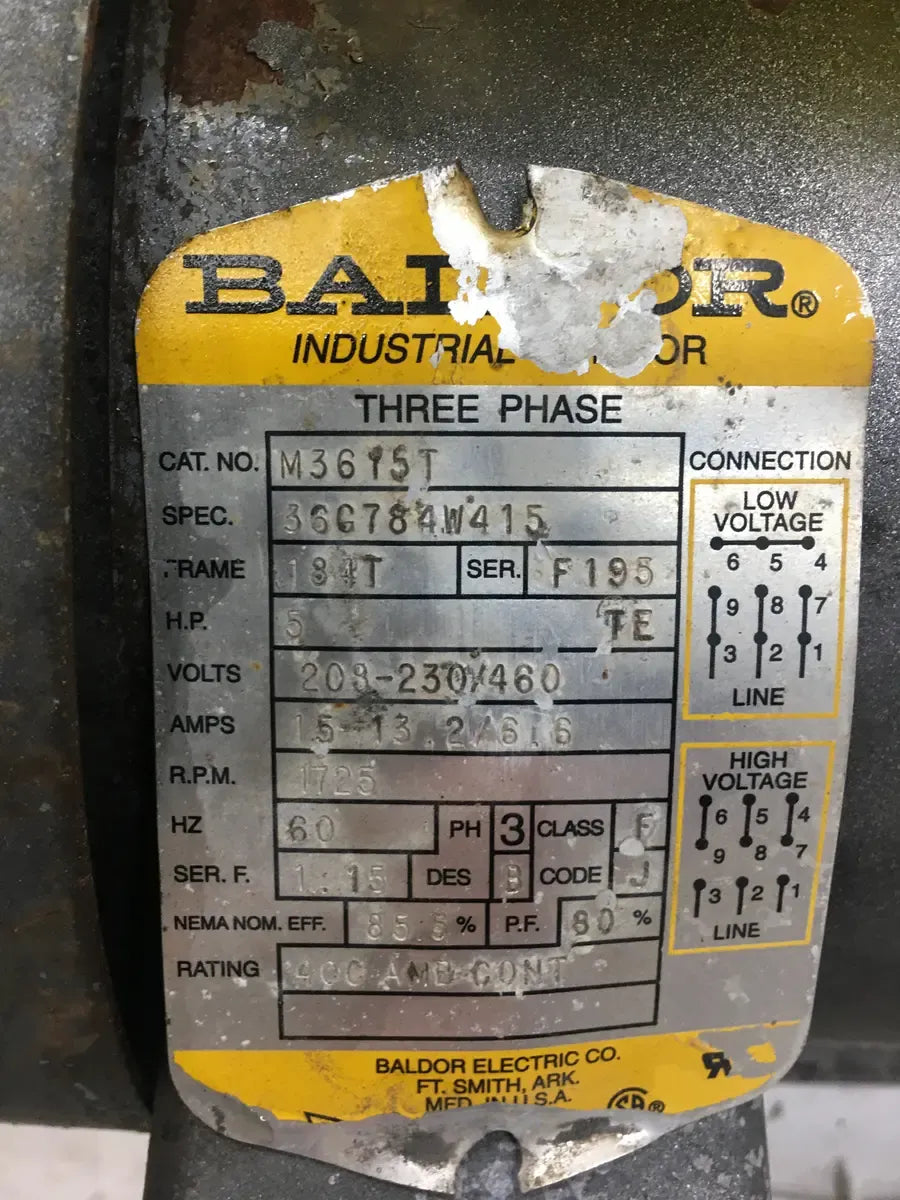 BALDOR®
INDUSTRIAL MOTOR
THREE PHASE
CAT. NO. M3615T
SPEC. 36G784W415
FRAME 184T SER. F195
H.P. 5 TE
VOLTS 208-230/460
AMPS 15-13.2/6.6
R.P.M. 1725
HZ 60 PH 3 CLASS F
SER. F. 1.15 DES B CODE J
NEMA NOM. EFF. 85.5 % P.F. 80 %
RATING 40C AMB-CONT
CONNECTION
LOW
VOLTAGE
6 5 4
9 8 7
3 2 1
LINE
HIGH
VOLTAGE
6 5 4
9 8 7
3 2 1
LINE
BALDOR ELECTRIC CO.
FT. SMITH, ARK.
MFD. IN U.S.A.